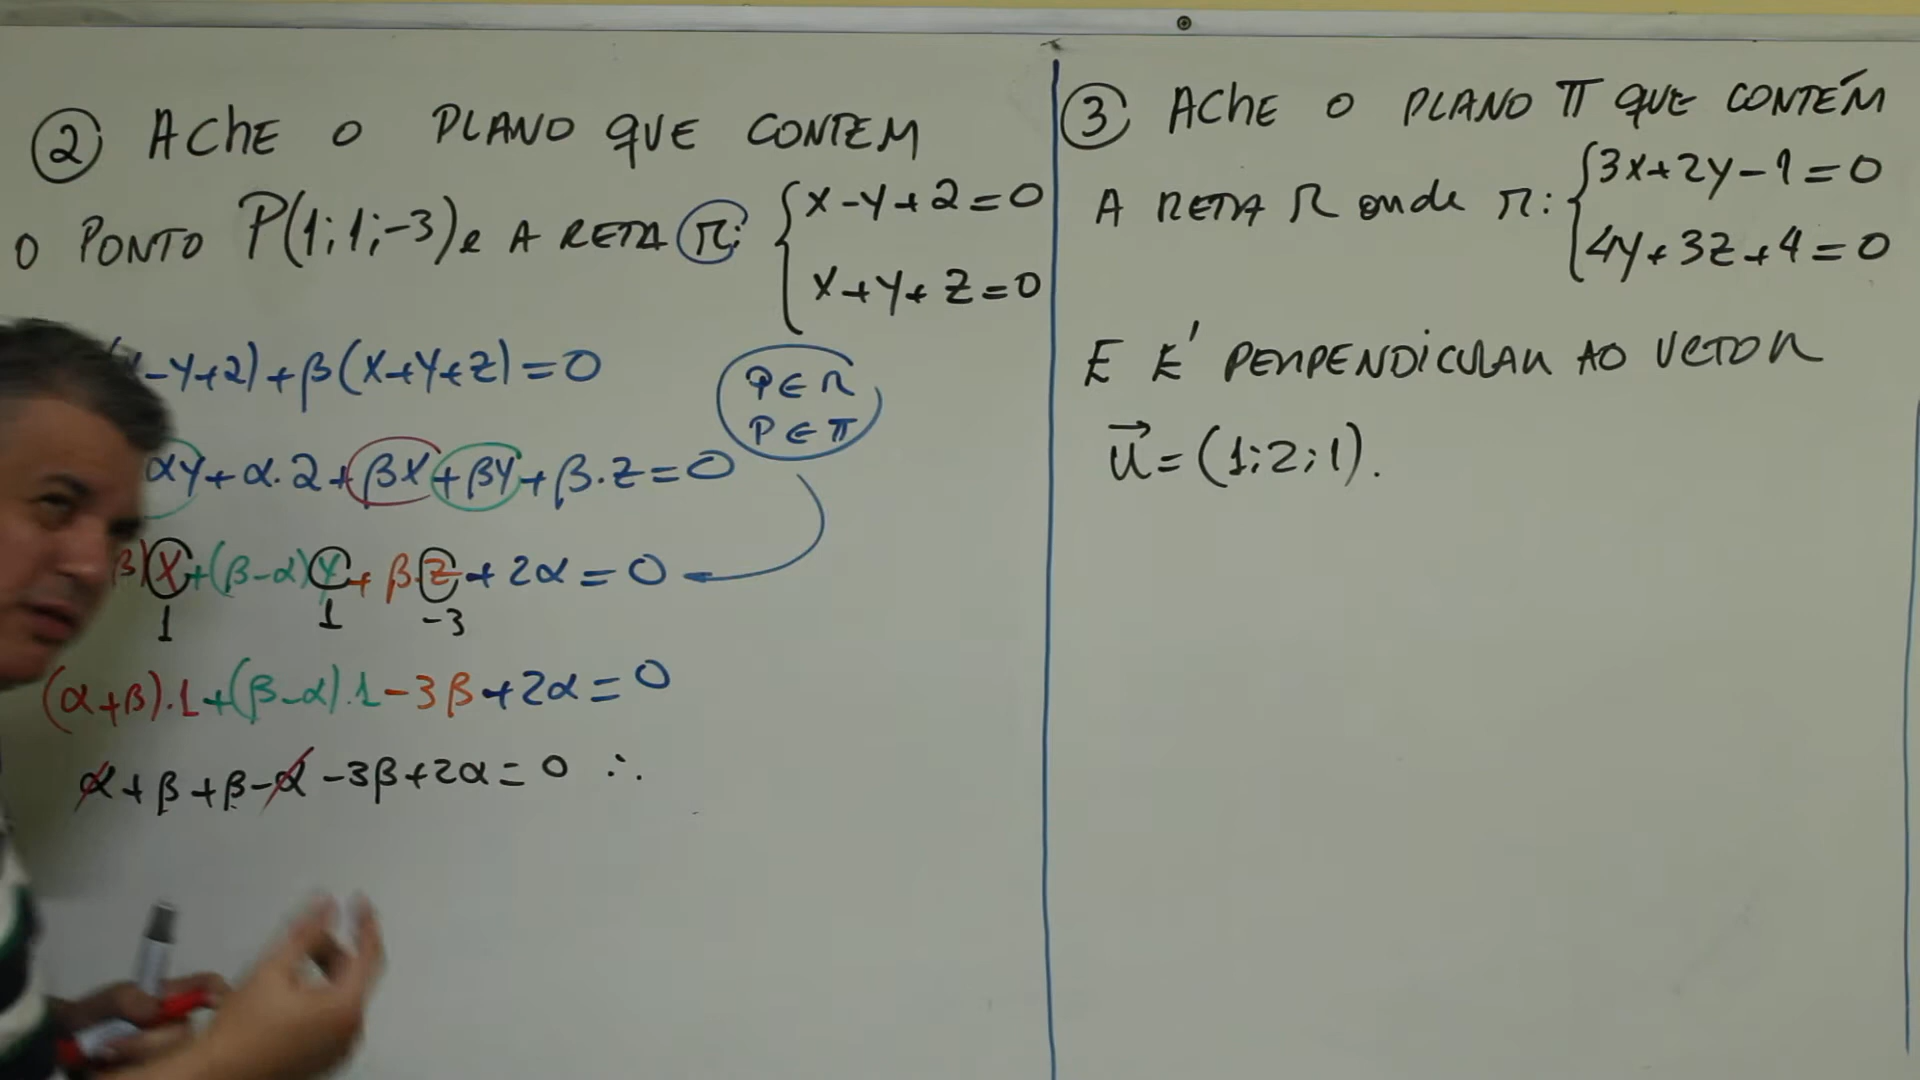 ② ACHE O PLANO QUE CONTEM
O PONTO P(1;1;-3) e A RETA r: { x-y+2=0
x+y+z=0
-y+2)+β(x+y+z)=0
P∈R
P∈π
αy+α.2+βx+βy+β.z=0
β)x+(β-α)y+βz+2α=0
1 1 -3
(α+β).1+(β-α).1-3β+2α=0
α+β+β-α-3β+2α=0 ∴
③ ACHE O PLANO π QUE CONTÉM
A RETA R onde r: { 3x+2y-1=0
4y+3z+4=0
E É PERPENDICULAR AO VETOR
u⃗=(1;2;1).